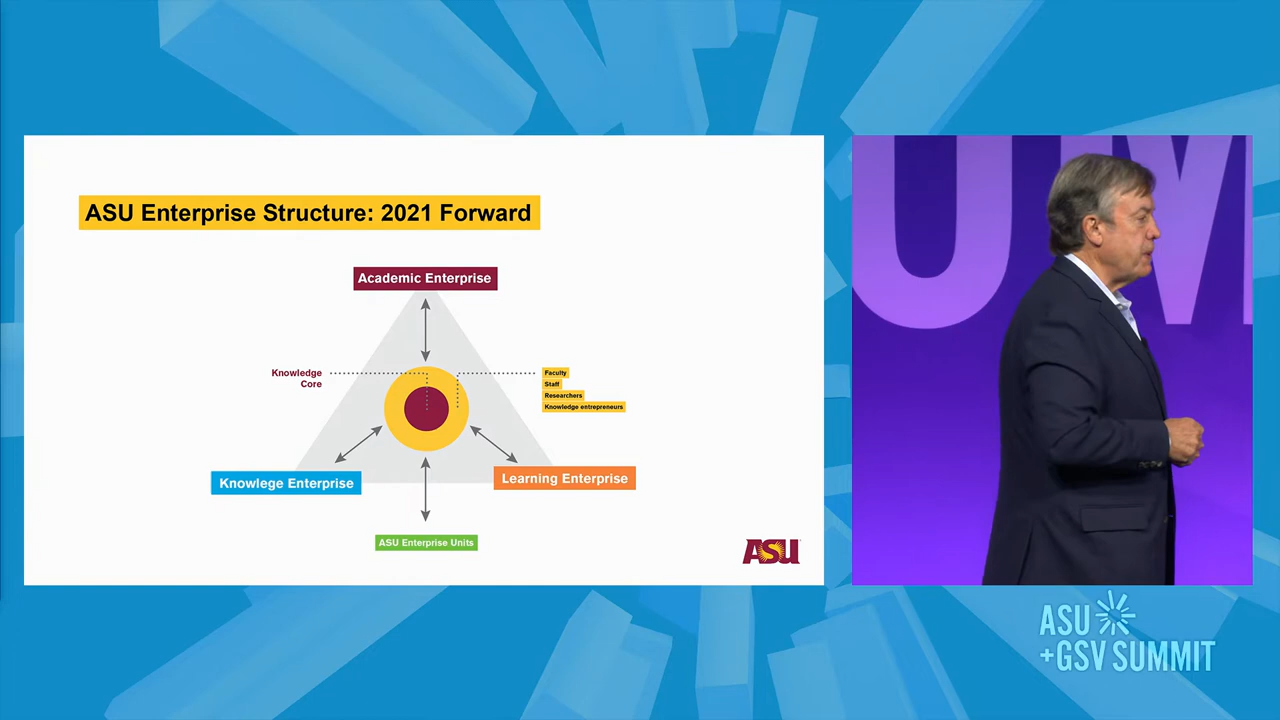 ASU Enterprise Structure: 2021 Forward
Academic Enterprise
Knowledge
Core
Faculty
Staff
Researchers
Knowledge entrepreneurs
Knowlege Enterprise
Learning Enterprise
ASU Enterprise Units
ASU
UM
ASU
+GSV SUMMIT